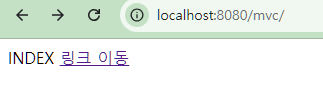 localhost:8080/mvc/
INDEX 링크 이동